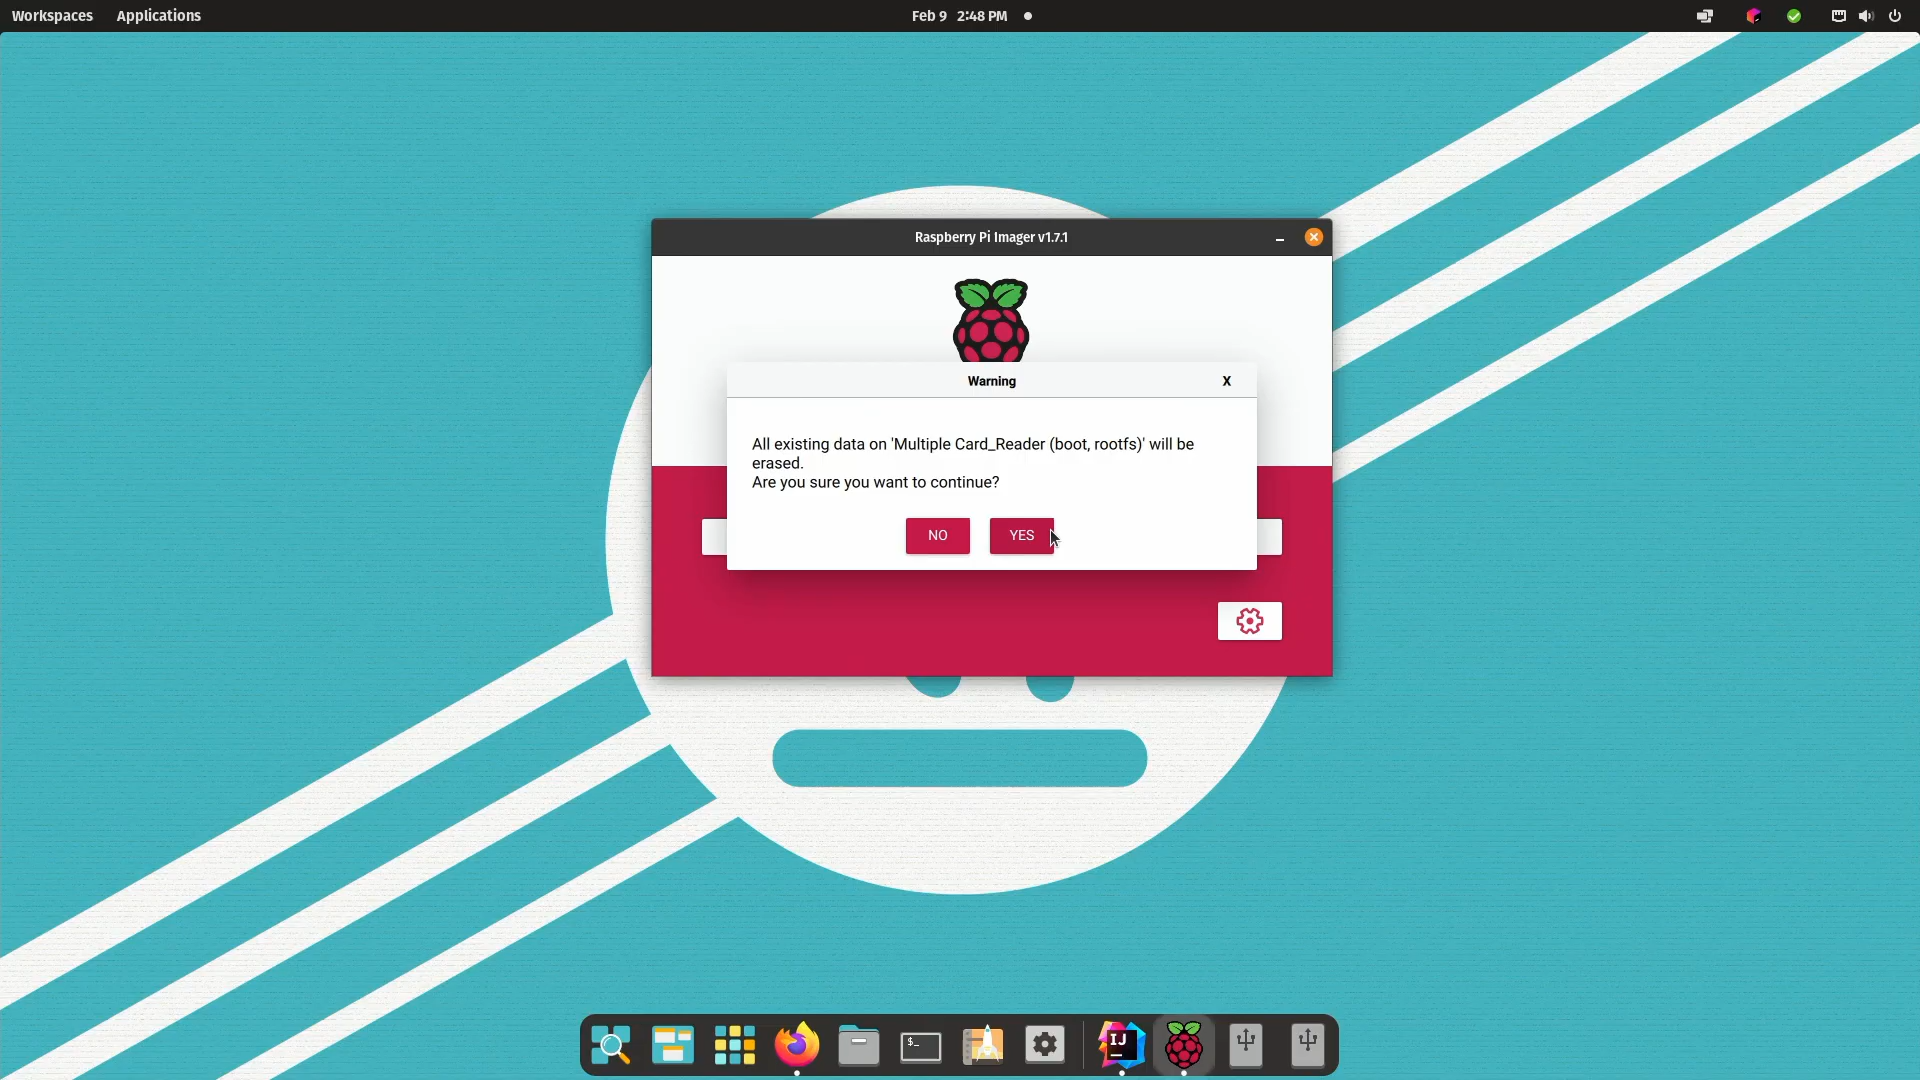 Workspaces Applications Feb 9 2:48 PM
Raspberry Pi Imager v1.7.1
Warning X
All existing data on 'Multiple Card_Reader (boot, rootfs)' will be
erased.
Are you sure you want to continue?
NO YES
$_ IJ